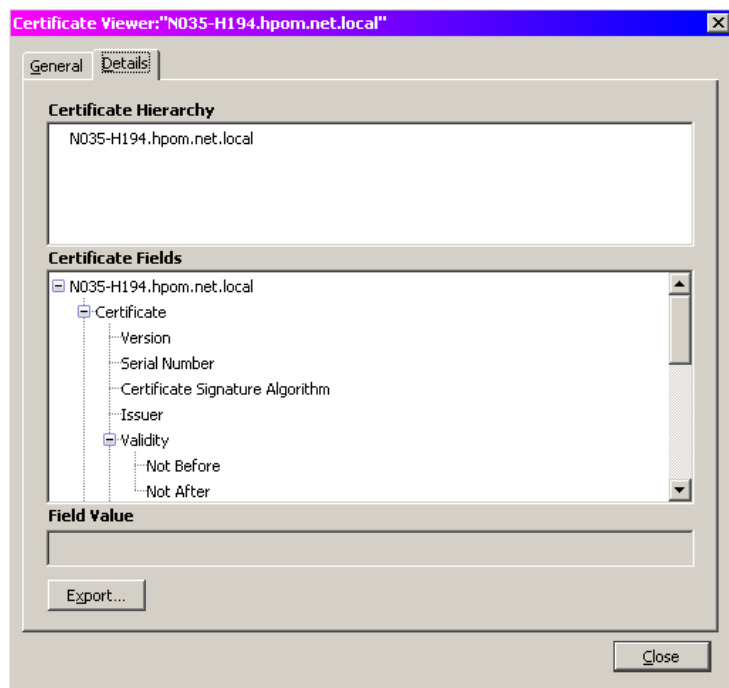 Certificate Viewer:"N035-H194.hpom.net.local"
General Details
Certificate Hierarchy
N035-H194.hpom.net.local
Certificate Fields
N035-H194.hpom.net.local
Certificate
Version
Serial Number
Certificate Signature Algorithm
Issuer
Validity
Not Before
Not After
Field Value
Export...
Close